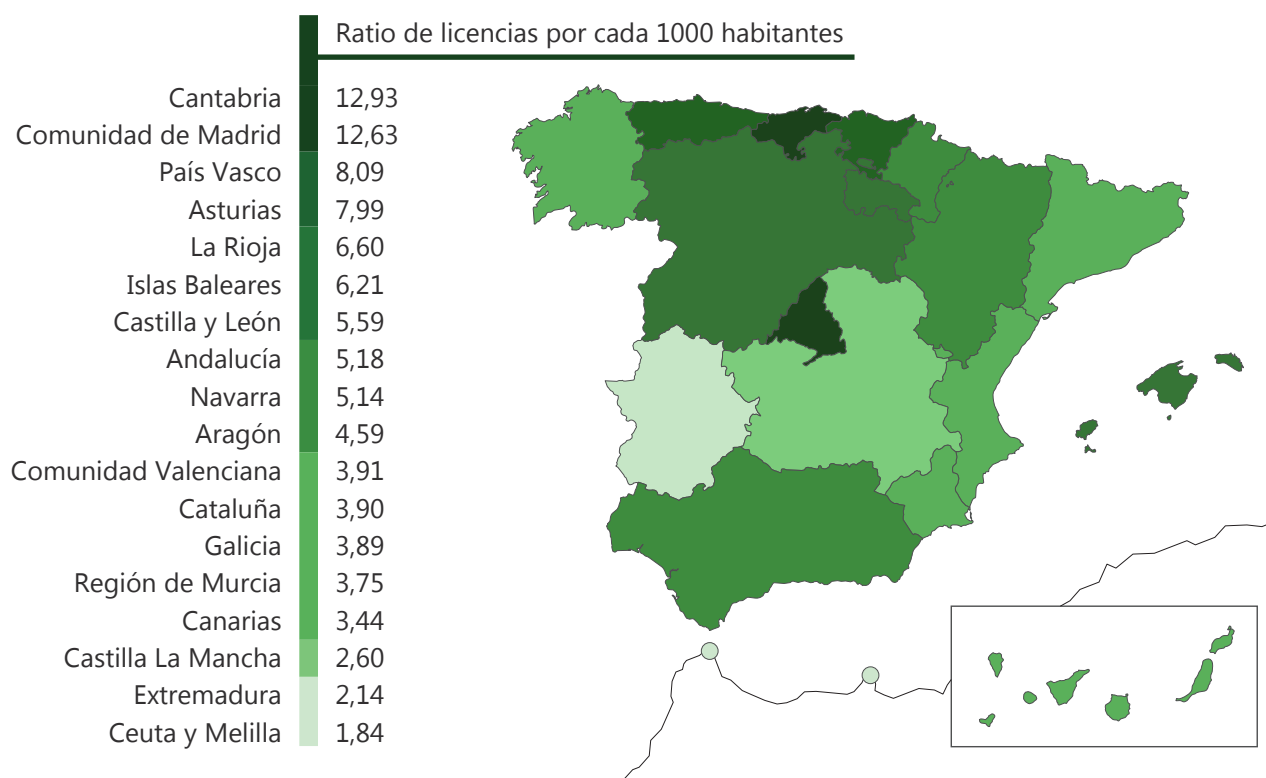 Ratio de licencias por cada 1000 habitantes
Cantabria 12,93
Comunidad de Madrid 12,63
País Vasco 8,09
Asturias 7,99
La Rioja 6,60
Islas Baleares 6,21
Castilla y León 5,59
Andalucía 5,18
Navarra 5,14
Aragón 4,59
Comunidad Valenciana 3,91
Cataluña 3,90
Galicia 3,89
Región de Murcia 3,75
Canarias 3,44
Castilla La Mancha 2,60
Extremadura 2,14
Ceuta y Melilla 1,84